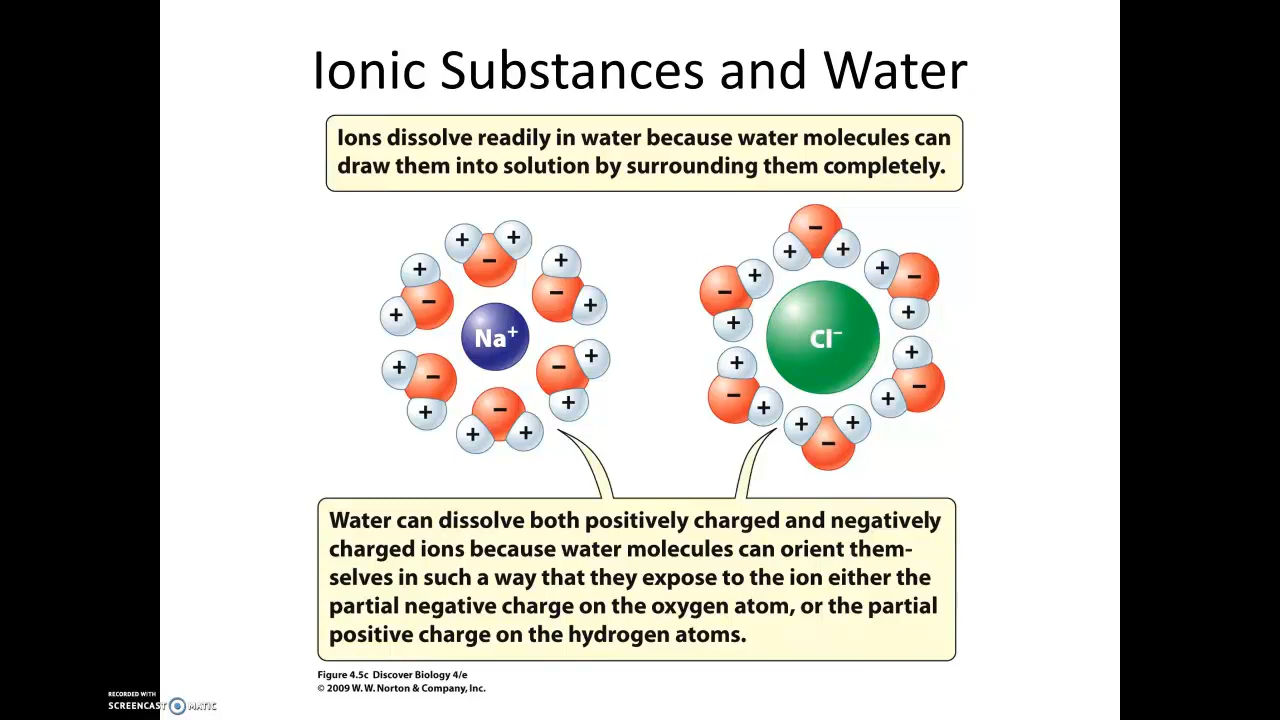 Ionic Substances and Water
Ions dissolve readily in water because water molecules can
draw them into solution by surrounding them completely.
+ + −
+ − +
+ − +
− + +
− + +
− + +
Na⁺
Cl⁻
+ − +
− + +
+ − +
+ − +
+ − +
− + +
+ − +
+ − +
+ + −
Water can dissolve both positively charged and negatively
charged ions because water molecules can orient them-
selves in such a way that they expose to the ion either the
partial negative charge on the oxygen atom, or the partial
positive charge on the hydrogen atoms.
Figure 4.5c Discover Biology 4/e
© 2009 W. W. Norton & Company, Inc.
RECORDED WITH
SCREENCAST MATIC